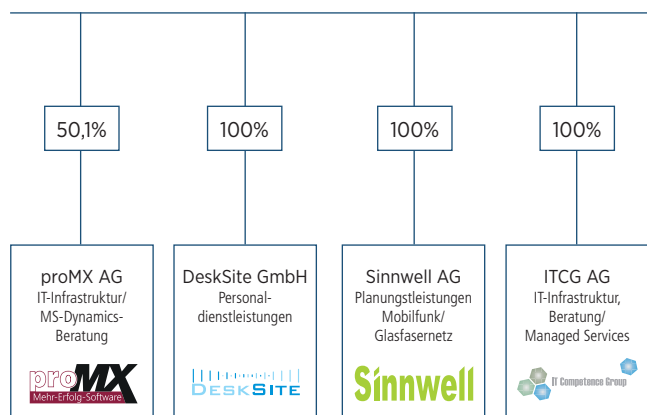 50,1%
100%
100%
100%
proMX AG
IT-Infrastruktur/
MS-Dynamics-
Beratung
proMX
Mehr-Erfolg-Software
DeskSite GmbH
Personal-
dienstleistungen
DESKSITE
Sinnwell AG
Planungstleistungen
Mobilfunk/
Glasfasernetz
Sinnwell
ITCG AG
IT-Infrastruktur,
Beratung/
Managed Services
IT Competence Group